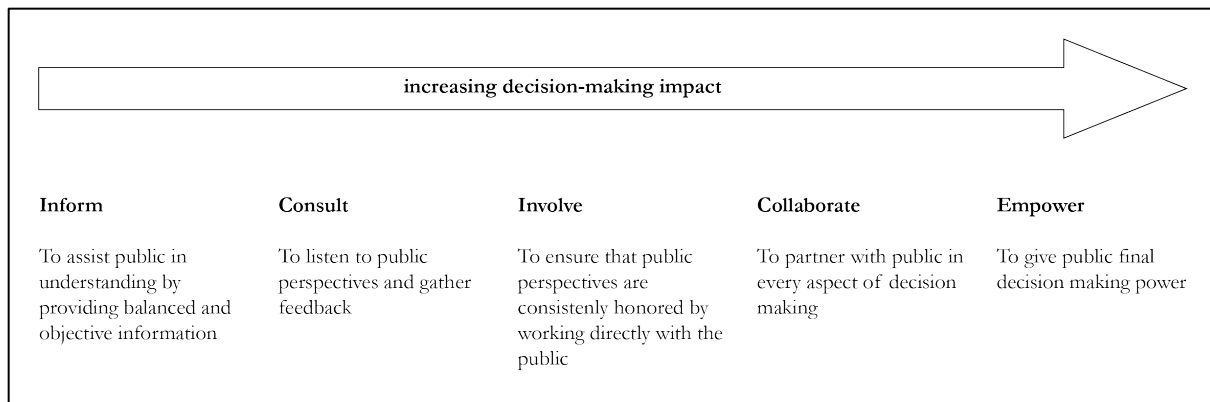 increasing decision-making impact
Inform
To assist public in
understanding by
providing balanced and
objective information
Consult
To listen to public
perspectives and gather
feedback
Involve
To ensure that public
perspectives are
consistenly honored by
working directly with the
public
Collaborate
To partner with public in
every aspect of decision
making
Empower
To give public final
decision making power